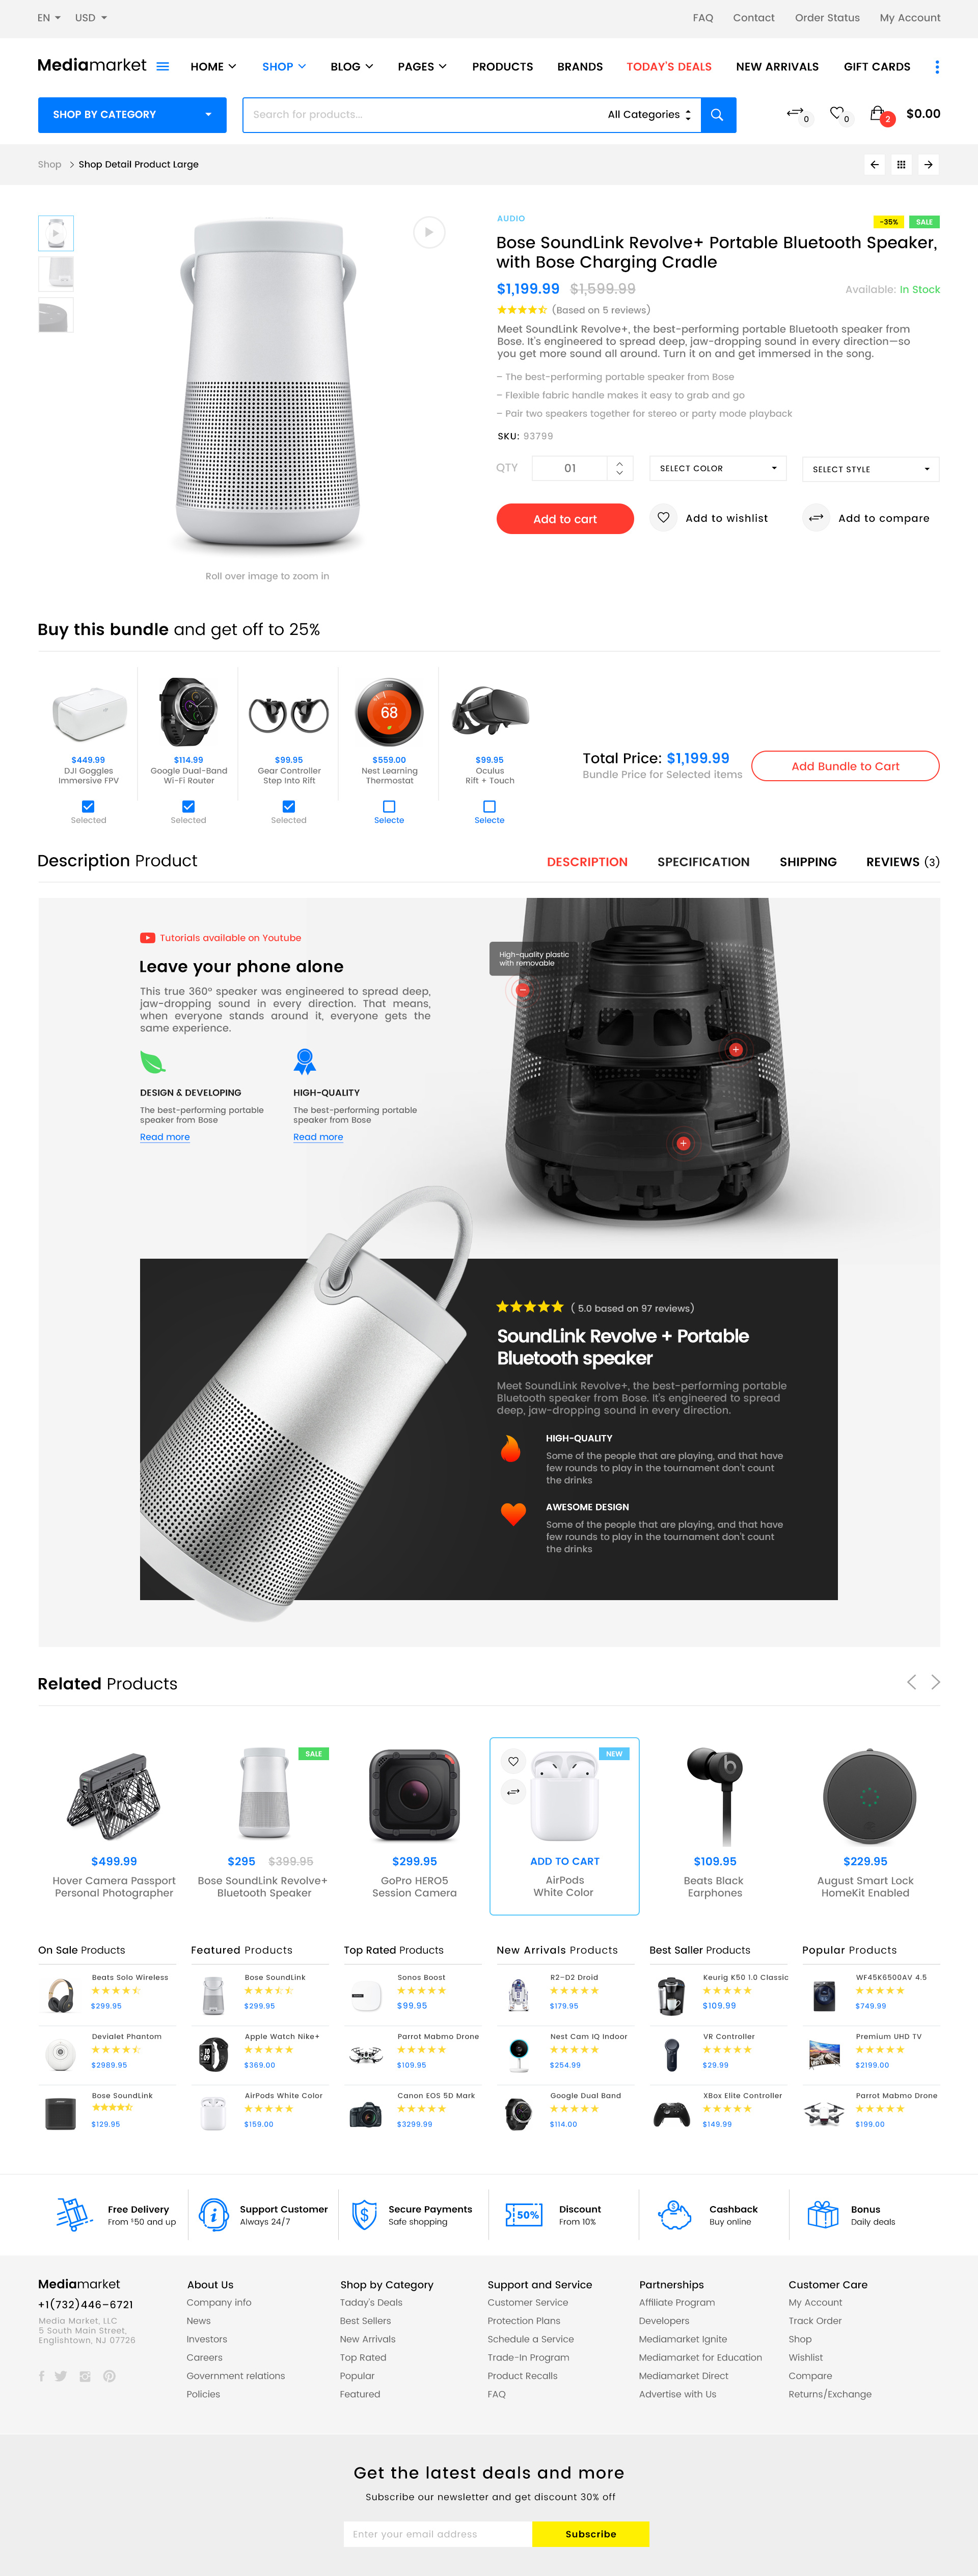 EN USD FAQ Contact Order Status My Account
Mediamarket HOME SHOP BLOG PAGES PRODUCTS BRANDS TODAY'S DEALS NEW ARRIVALS GIFT CARDS
SHOP BY CATEGORY Search for products... All Categories 0 0 2 $0.00
Shop > Shop Detail Product Large
AUDIO -35% SALE
Bose SoundLink Revolve+ Portable Bluetooth Speaker,
with Bose Charging Cradle
$1,199.99 $1,599.99 Available: In Stock
(Based on 5 reviews)
Meet SoundLink Revolve+, the best-performing portable Bluetooth speaker from
Bose. It's engineered to spread deep, jaw-dropping sound in every direction—so
you get more sound all around. Turn it on and get immersed in the song.
– The best-performing portable speaker from Bose
– Flexible fabric handle makes it easy to grab and go
– Pair two speakers together for stereo or party mode playback
SKU: 93799
QTY 01 SELECT COLOR SELECT STYLE
Add to cart Add to wishlist Add to compare
Roll over image to zoom in
Buy this bundle and get off to 25%
68
$449.99 $114.99 $99.95 $559.00 $99.95
DJI Goggles Google Dual-Band Gear Controller Nest Learning Oculus
Immersive FPV Wi-Fi Router Step Into Rift Thermostat Rift + Touch
Selected Selected Selected Selecte Selecte
Total Price: $1,199.99
Bundle Price for Selected items
Add Bundle to Cart
Description Product DESCRIPTION SPECIFICATION SHIPPING REVIEWS (3)
Tutorials available on Youtube
Leave your phone alone
This true 360° speaker was engineered to spread deep,
jaw-dropping sound in every direction. That means,
when everyone stands around it, everyone gets the
same experience.
DESIGN & DEVELOPING HIGH-QUALITY
The best-performing portable The best-performing portable
speaker from Bose speaker from Bose
Read more Read more
High-quality plastic
with removable
( 5.0 based on 97 reviews)
SoundLink Revolve + Portable
Bluetooth speaker
Meet SoundLink Revolve+, the best-performing portable
Bluetooth speaker from Bose. It's engineered to spread
deep, jaw-dropping sound in every direction.
HIGH-QUALITY
Some of the people that are playing, and that have
few rounds to play in the tournament don't count
the drinks
AWESOME DESIGN
Some of the people that are playing, and that have
few rounds to play in the tournament don't count
the drinks
Related Products
SALE NEW
$499.99 $295 $399.95 $299.95 ADD TO CART $109.95 $229.95
Hover Camera Passport Bose SoundLink Revolve+ GoPro HERO5 AirPods Beats Black August Smart Lock
Personal Photographer Bluetooth Speaker Session Camera White Color Earphones HomeKit Enabled
On Sale Products Featured Products Top Rated Products New Arrivals Products Best Saller Products Popular Products
Beats Solo Wireless Bose SoundLink Sonos Boost R2-D2 Droid Keurig K50 1.0 Classic WF45K6500AV 4.5
$299.95 $299.95 $99.95 $179.95 $109.99 $749.99
Devialet Phantom Apple Watch Nike+ Parrot Mabmo Drone Nest Cam IQ Indoor VR Controller Premium UHD TV
$2989.95 $369.00 $109.95 $254.99 $29.99 $2199.00
Bose SoundLink AirPods White Color Canon EOS 5D Mark Google Dual Band XBox Elite Controller Parrot Mabmo Drone
$129.95 $159.00 $3299.99 $114.00 $149.99 $199.00
Free Delivery Support Customer Secure Payments 50% Discount Cashback Bonus
From $50 and up Always 24/7 Safe shopping From 10% Buy online Daily deals
Mediamarket
+1(732)446–6721
Media Market, LLC
5 South Main Street,
Englishtown, NJ 07726
About Us
Company info
News
Investors
Careers
Government relations
Policies
Shop by Category
Taday's Deals
Best Sellers
New Arrivals
Top Rated
Popular
Featured
Support and Service
Customer Service
Protection Plans
Schedule a Service
Trade-In Program
Product Recalls
FAQ
Partnerships
Affiliate Program
Developers
Mediamarket Ignite
Mediamarket for Education
Mediamarket Direct
Advertise with Us
Customer Care
My Account
Track Order
Shop
Wishlist
Compare
Returns/Exchange
Get the latest deals and more
Subscribe our newsletter and get discount 30% off
Enter your email address Subscribe